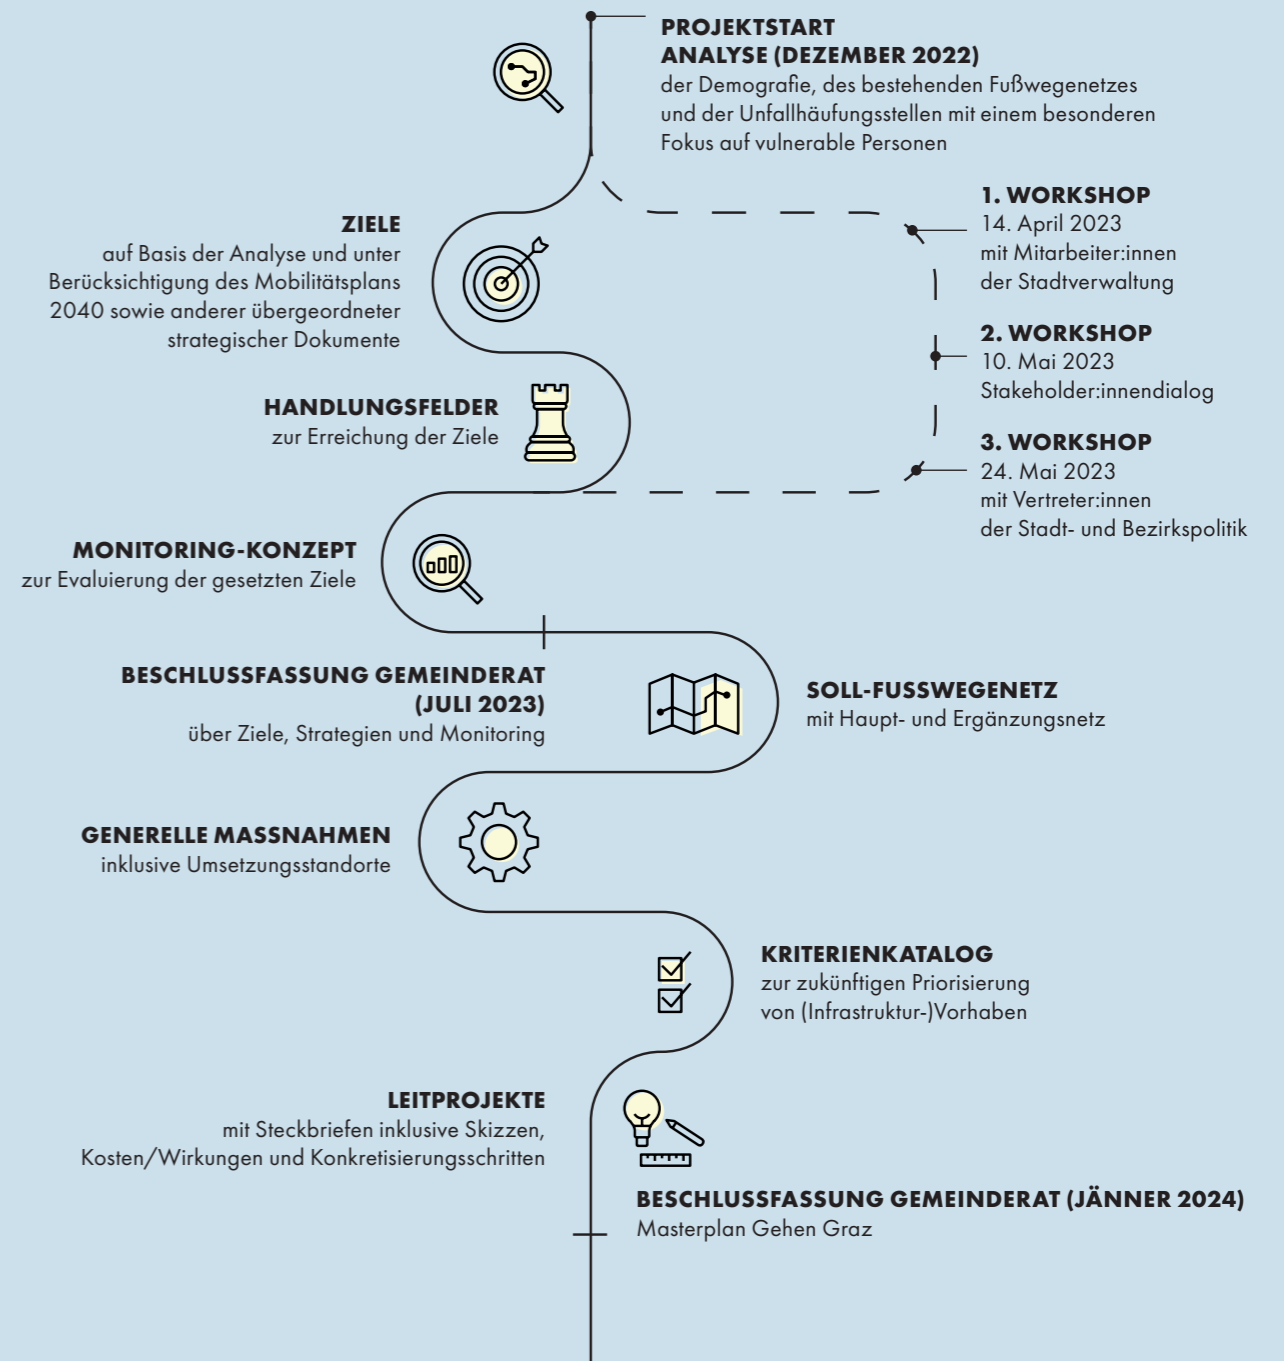 PROJEKTSTART
ANALYSE (DEZEMBER 2022)
der Demografie, des bestehenden Fußwegenetzes
und der Unfallhäufungsstellen mit einem besonderen
Fokus auf vulnerable Personen
1. WORKSHOP
14. April 2023
mit Mitarbeiter:innen
der Stadtverwaltung
ZIELE
auf Basis der Analyse und unter
Berücksichtigung des Mobilitätsplans
2040 sowie anderer übergeordneter
strategischer Dokumente
2. WORKSHOP
10. Mai 2023
Stakeholder:innendialog
HANDLUNGSFELDER
zur Erreichung der Ziele
3. WORKSHOP
24. Mai 2023
mit Vertreter:innen
der Stadt- und Bezirkspolitik
MONITORING-KONZEPT
zur Evaluierung der gesetzten Ziele
BESCHLUSSFASSUNG GEMEINDERAT
(JULI 2023)
über Ziele, Strategien und Monitoring
SOLL-FUSSWEGENETZ
mit Haupt- und Ergänzungsnetz
GENERELLE MASSNAHMEN
inklusive Umsetzungsstandorte
KRITERIENKATALOG
zur zukünftigen Priorisierung
von (Infrastruktur-)Vorhaben
LEITPROJEKTE
mit Steckbriefen inklusive Skizzen,
Kosten/Wirkungen und Konkretisierungsschritten
BESCHLUSSFASSUNG GEMEINDERAT (JÄNNER 2024)
Masterplan Gehen Graz